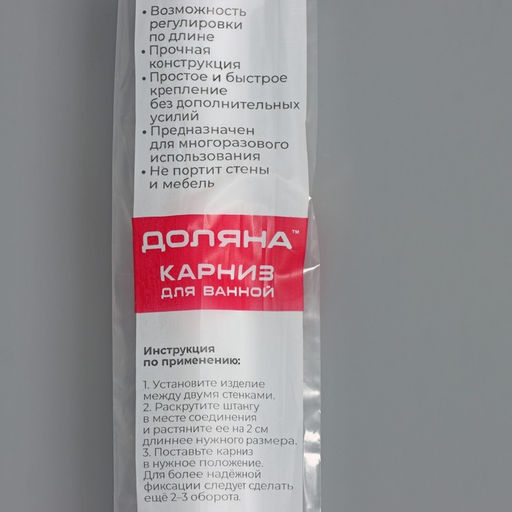 • Возможность
регулировки
по длине
• Прочная
конструкция
• Простое и быстрое
крепление
без дополнительных
усилий
• Предназначен
для многоразового
использования
• Не портит стены
и мебель
ДОЛЯНА™
КАРНИЗ
ДЛЯ ВАННОЙ
Инструкция
по применению:
1. Установите изделие
между двумя стенками.
2. Раскрутите штангу
в месте соединения
и растяните ее на 2 см
длиннее нужного размера.
3. Поставьте карниз
в нужное положение.
Для более надёжной
фиксации следует сделать
ещё 2–3 оборота.